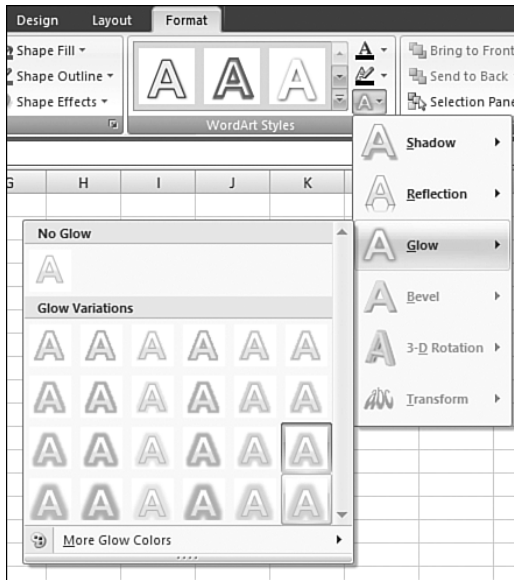 Design Layout Format
Shape Fill
Shape Outline
Shape Effects
A A A A
A
WordArt Styles
Bring to Front
Send to Back
Selection Pane
G H I J K
Shadow
Reflection
Glow
Bevel
3-D Rotation
abc Transform
No Glow
A
Glow Variations
A A A A A A
A A A A A A
A A A A A A
A A A A A A
More Glow Colors